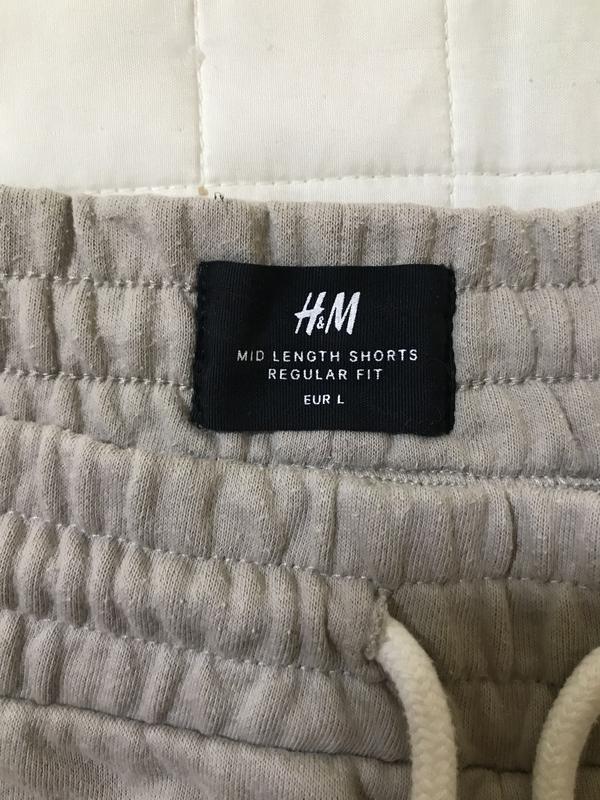 H&M
MID LENGTH SHORTS
REGULAR FIT
EUR L